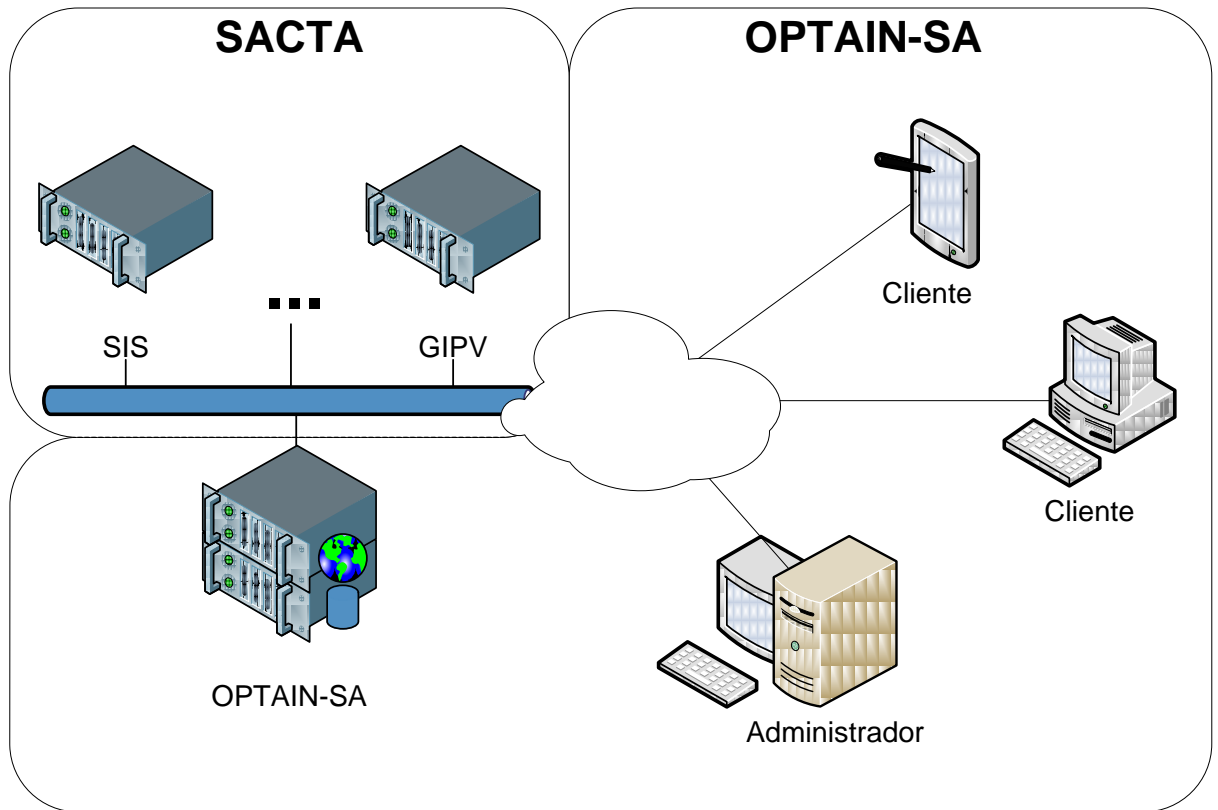 SACTA
OPTAIN-SA
Cliente
SIS
GIPV
Cliente
OPTAIN-SA
Administrador